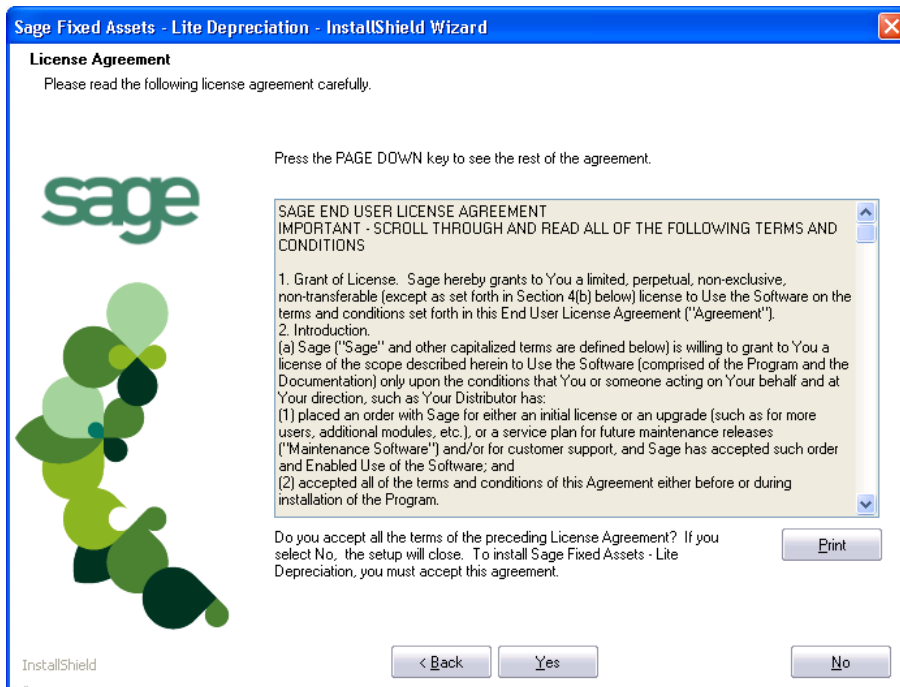 Sage Fixed Assets - Lite Depreciation - InstallShield Wizard
License Agreement
Please read the following license agreement carefully.
Press the PAGE DOWN key to see the rest of the agreement.
sage
SAGE END USER LICENSE AGREEMENT
IMPORTANT - SCROLL THROUGH AND READ ALL OF THE FOLLOWING TERMS AND
CONDITIONS
1. Grant of License.  Sage hereby grants to You a limited, perpetual, non-exclusive,
non-transferable (except as set forth in Section 4(b) below) license to Use the Software on the
terms and conditions set forth in this End User License Agreement ("Agreement").
2. Introduction.
(a) Sage ("Sage" and other capitalized terms are defined below) is willing to grant to You a
license of the scope described herein to Use the Software (comprised of the Program and the
Documentation) only upon the conditions that You or someone acting on Your behalf and at
Your direction, such as Your Distributor has:
(1) placed an order with Sage for either an initial license or an upgrade (such as for more
users, additional modules, etc.), or a service plan for future maintenance releases
("Maintenance Software") and/or for customer support, and Sage has accepted such order
and Enabled Use of the Software; and
(2) accepted all of the terms and conditions of this Agreement either before or during
installation of the Program.
Do you accept all the terms of the preceding License Agreement?  If you
select No,  the setup will close.  To install Sage Fixed Assets - Lite
Depreciation, you must accept this agreement.
Print
InstallShield
< Back
Yes
No